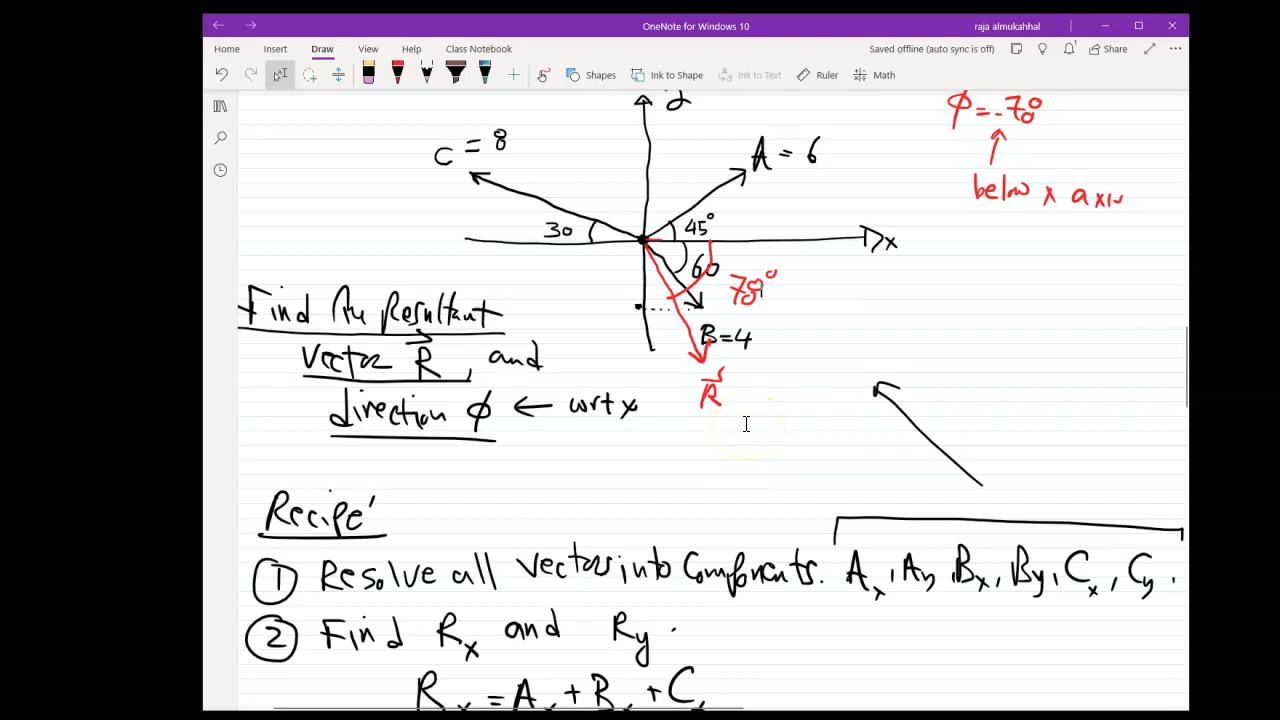 OneNote for Windows 10
raja almukahhal
Home Insert Draw View Help Class Notebook
Saved offline (auto sync is off)
Share
Shapes
Ink to Shape
Ink to Text
Ruler
Math
y
ϕ = - 70°
C = 8
A = 6
below x axis
30
45°
x
60
70°
Find the Resultant
B=4
vector R, and
R
direction ϕ ← wrt x
Recipe'
① Resolve all vectors into components. Ax, Ay, Bx, By, Cx, Cy.
② Find Rx and Ry.
Rx = Ax + Bx + Cx